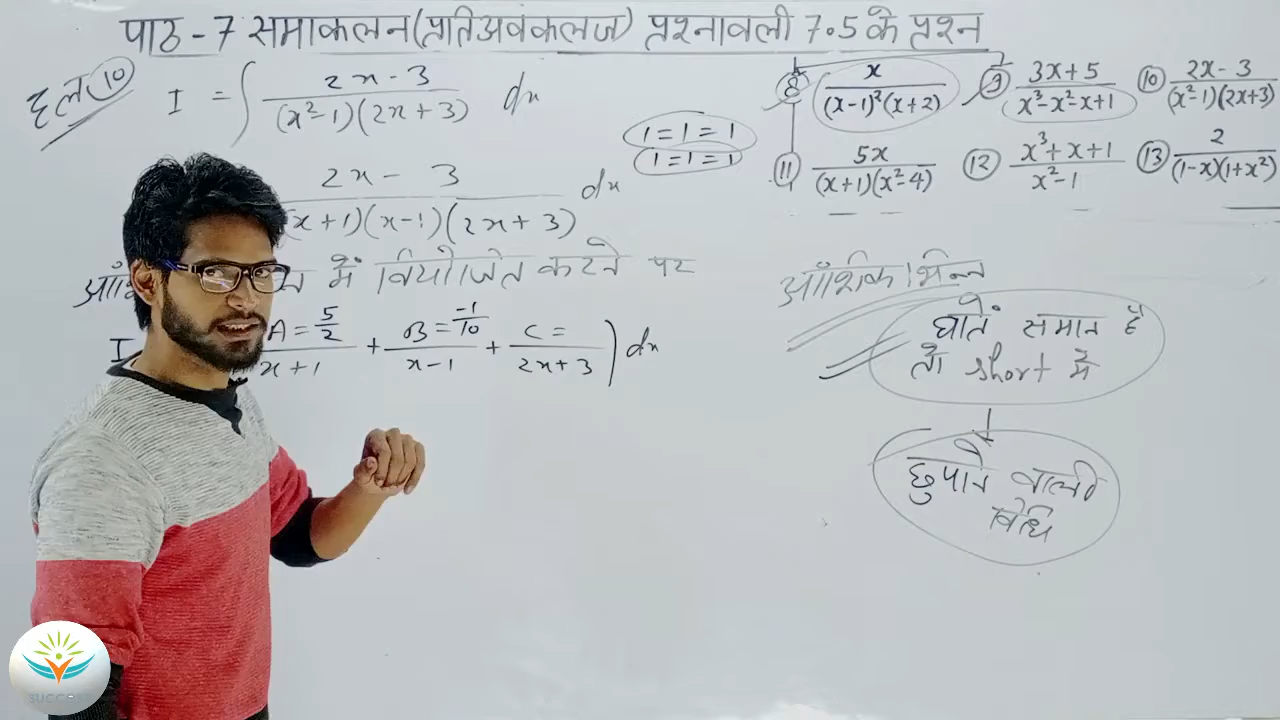 पाठ - 7 समाकलन (प्रतिअवकलज) प्रश्नावली 7.5 के प्रश्न
हल 10
I = ∫ (2x - 3)/((x²-1)(2x+3)) dx
(2x - 3)/((x+1)(x-1)(2x+3)) dx
में वियोजित करने पर
I A = 5/2 /(x+1) + B = -1/10 /(x-1) + C = /(2x+3) ) dx
1 = 1 = 1
1 = 1 = 1
8 x/((x-1)²(x+2)) 9 (3x+5)/(x³-x²-x+1) 10 (2x-3)/((x²-1)(2x+3))
11 5x/((x+1)(x²-4)) 12 (x³+x+1)/(x²-1) 13 2/((1-x)(1+x²))
आँशिक भिन्न
घातें समान है
तो short में
छुपाने वाली
विधि
SUCCESS